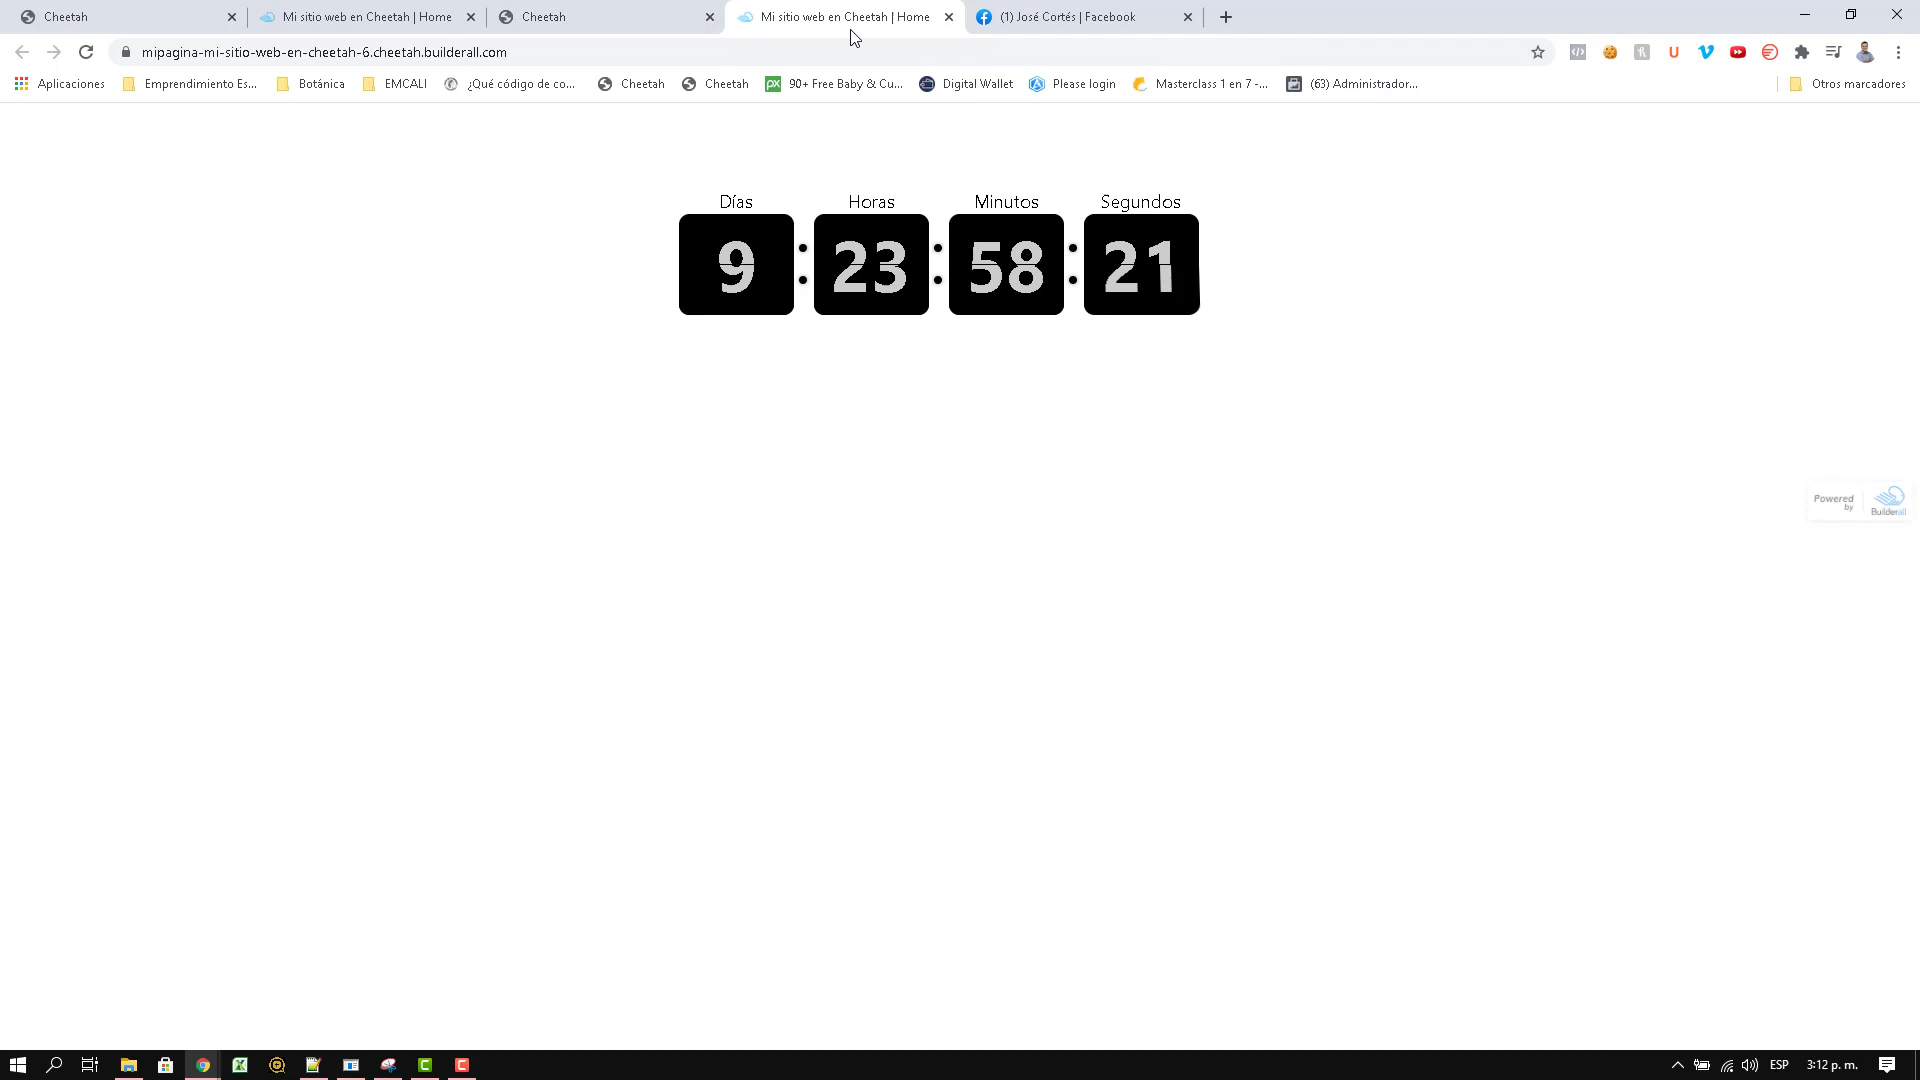 Cheetah
Mi sitio web en Cheetah | Home
Cheetah
Mi sitio web en Cheetah | Home
(1) José Cortés | Facebook
mipagina-mi-sitio-web-en-cheetah-6.cheetah.builderall.com
Aplicaciones
Emprendimiento Es...
Botánica
EMCALI
¿Qué código de co...
Cheetah
Cheetah
90+ Free Baby & Cu...
Digital Wallet
Please login
Masterclass 1 en 7 -...
(63) Administrador...
Otros marcadores
Días Horas Minutos Segundos
9 : 23 : 58 : 21
Powered
by
Builderall
ESP
3:12 p. m.